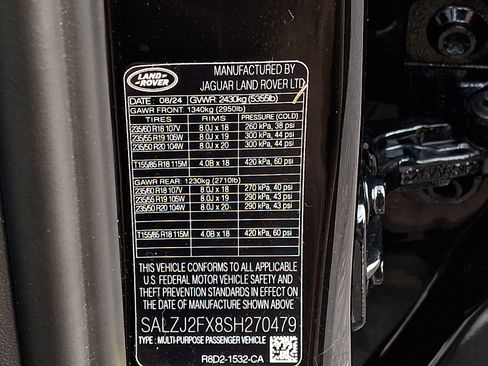 LAND
ROVER
MANUFACTURED BY
JAGUAR LAND ROVER LTD
DATE: 08/24 GVWR: 2430kg (5355lb)
GAWR FRONT: 1340kg (2950lb)
TIRES RIMS PRESSURE (COLD)
235/60 R18 107V 8.0J x 18 260 kPa, 38 psi
235/55 R19 105W 8.0J x 19 300 kPa, 44 psi
235/50 R20 104W 8.0J x 20 300 kPa, 44 psi
T155/85 R18 115M 4.0B x 18 420 kPa, 60 psi
GAWR REAR: 1230kg (2710lb)
235/60 R18 107V 8.0J x 18 270 kPa, 40 psi
235/55 R19 105W 8.0J x 19 290 kPa, 43 psi
235/50 R20 104W 8.0J x 20 290 kPa, 43 psi
T155/85 R18 115M 4.0B x 18 420 kPa, 60 psi
THIS VEHICLE CONFORMS TO ALL APPLICABLE
U.S FEDERAL MOTOR VEHICLE SAFETY AND
THEFT PREVENTION STANDARDS IN EFFECT ON
THE DATE OF MANUFACTURE SHOWN ABOVE.
SALZJ2FX8SH270479
TYPE: MULTI-PURPOSE PASSENGER VEHICLE
R8D2-1532-CA